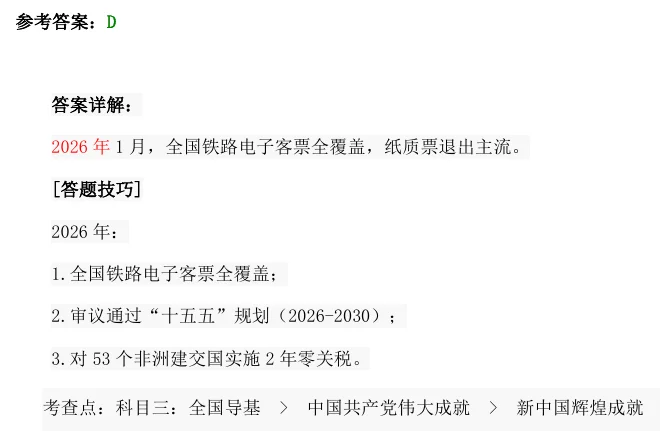 参考答案：D
答案详解：
2026 年 1 月，全国铁路电子客票全覆盖，纸质票退出主流。
[答题技巧]
2026 年：
1.全国铁路电子客票全覆盖；
2.审议通过“十五五”规划（2026-2030）；
3.对 53 个非洲建交国实施 2 年零关税。
考查点：科目三：全国导基 > 中国共产党伟大成就 > 新中国辉煌成就